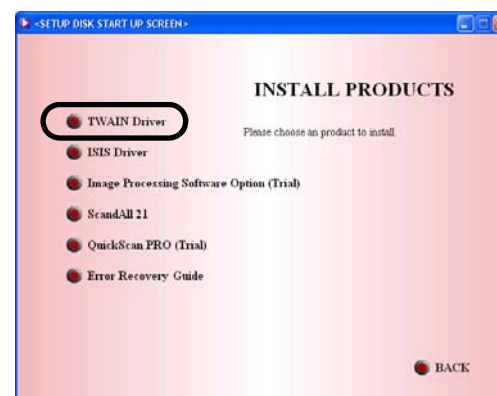 <SETUP DISK START UP SCREEN>
INSTALL PRODUCTS
Please choose an product to install.
TWAIN Driver
ISIS Driver
Image Processing Software Option (Trial)
ScandAll 21
QuickScan PRO (Trial)
Error Recovery Guide
BACK